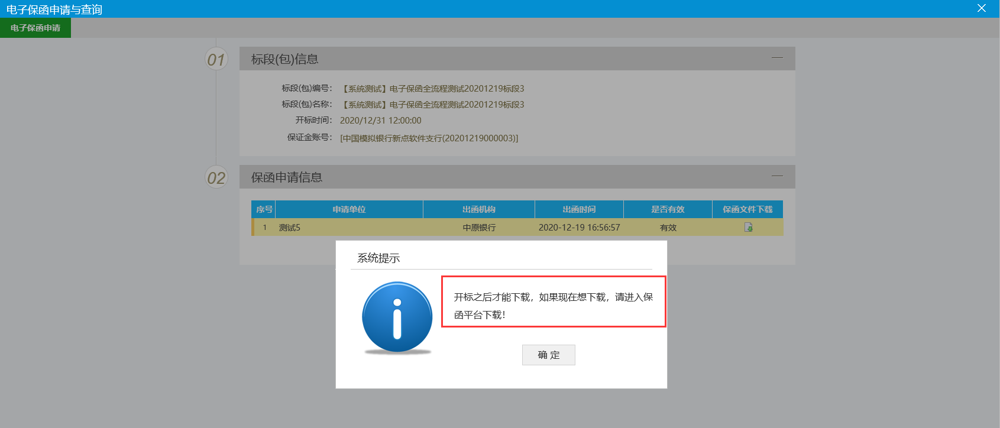 电子保函申请与查询
电子保函申请
01
标段(包)信息
标段(包)编号： 【系统测试】电子保函全流程测试20201219标段3
标段(包)名称： 【系统测试】电子保函全流程测试20201219标段3
开标时间： 2020/12/31 12:00:00
保证金账号： [中国模拟银行新点软件支行(20201219000003)]
02
保函申请信息
序号 申请单位 出函机构 出函时间 是否有效 保函文件下载
1 测试5 中原银行 2020-12-19 16:56:57 有效
系统提示
开标之后才能下载，如果现在想下载，请进入保
函平台下载！
确 定